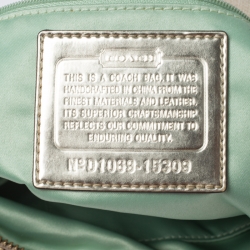 COACH
THIS IS A COACH BAG. IT WAS
HANDCRAFTED IN CHINA FROM THE
FINEST MATERIALS AND LEATHER.
ITS SUPERIOR CRAFTSMANSHIP
REFLECTS OUR COMMITMENT TO
ENDURING QUALITY.
Nº D1039-15309